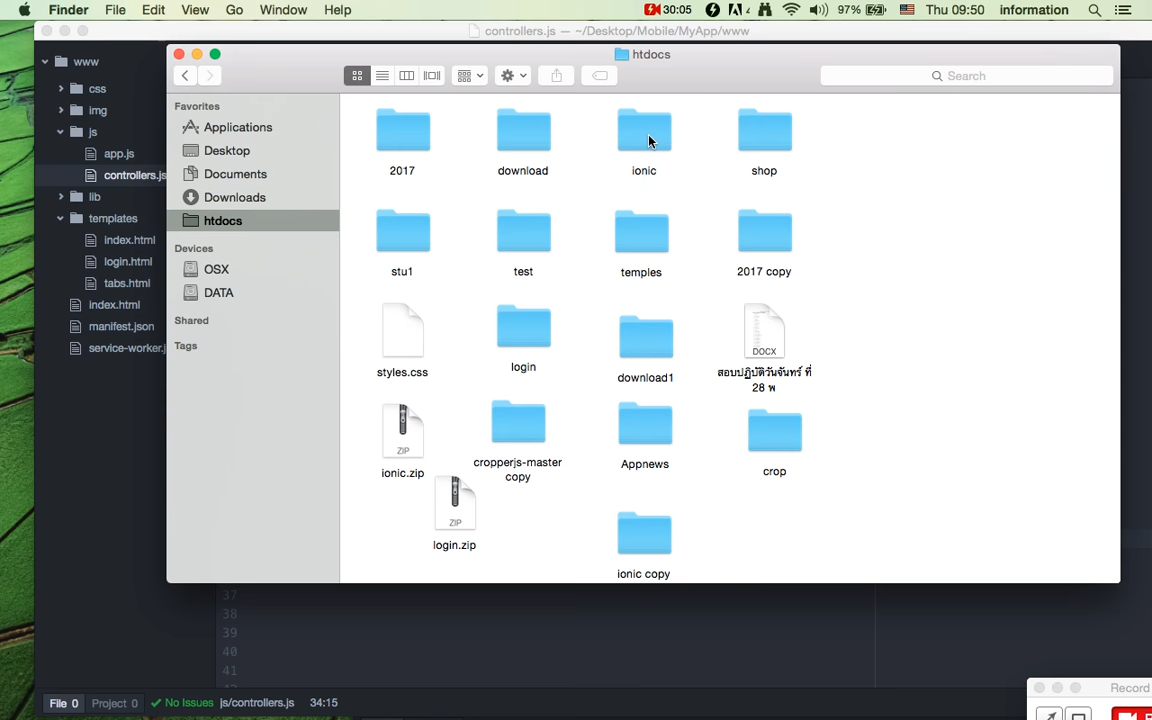 Finder File Edit View Go Window Help 30:05 4 97% Thu 09:50 information
controllers.js — ~/Desktop/Mobile/MyApp/www
www
css
img
js
app.js
controllers.js
lib
templates
index.html
login.html
tabs.html
index.html
manifest.json
service-worker.j
htdocs
Search
Favorites
Applications
Desktop
Documents
Downloads
htdocs
Devices
OSX
DATA
Shared
Tags
2017 download ionic shop
stu1 test temples 2017 copy
DOCX
styles.css login download1 สอบปฏิบัติวันจันทร์ ที่
28 พ
ZIP
ionic.zip cropperjs-master Appnews crop
copy
ZIP
login.zip
ionic copy
37
38
39
40
41
File 0 Project 0 No Issues js/controllers.js 34:15
Record